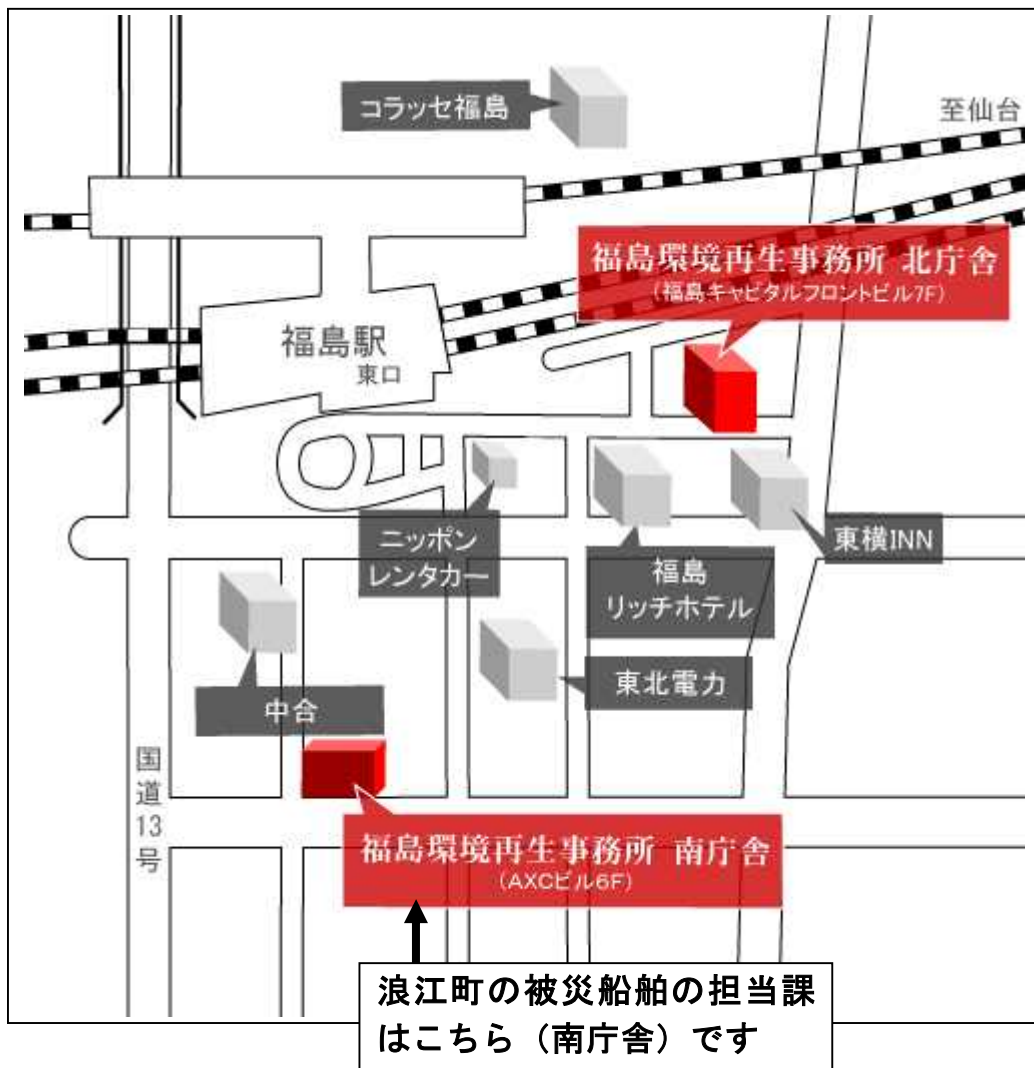 コラッセ福島
至仙台
福島環境再生事務所 北庁舎
(福島キャピタルフロントビル7F)
福島駅
東口
ニッポン
レンタカー
福島
リッチホテル
東横INN
中合
東北電力
国道13号
福島環境再生事務所 南庁舎
(AXCビル6F)
浪江町の被災船舶の担当課
はこちら（南庁舎）です